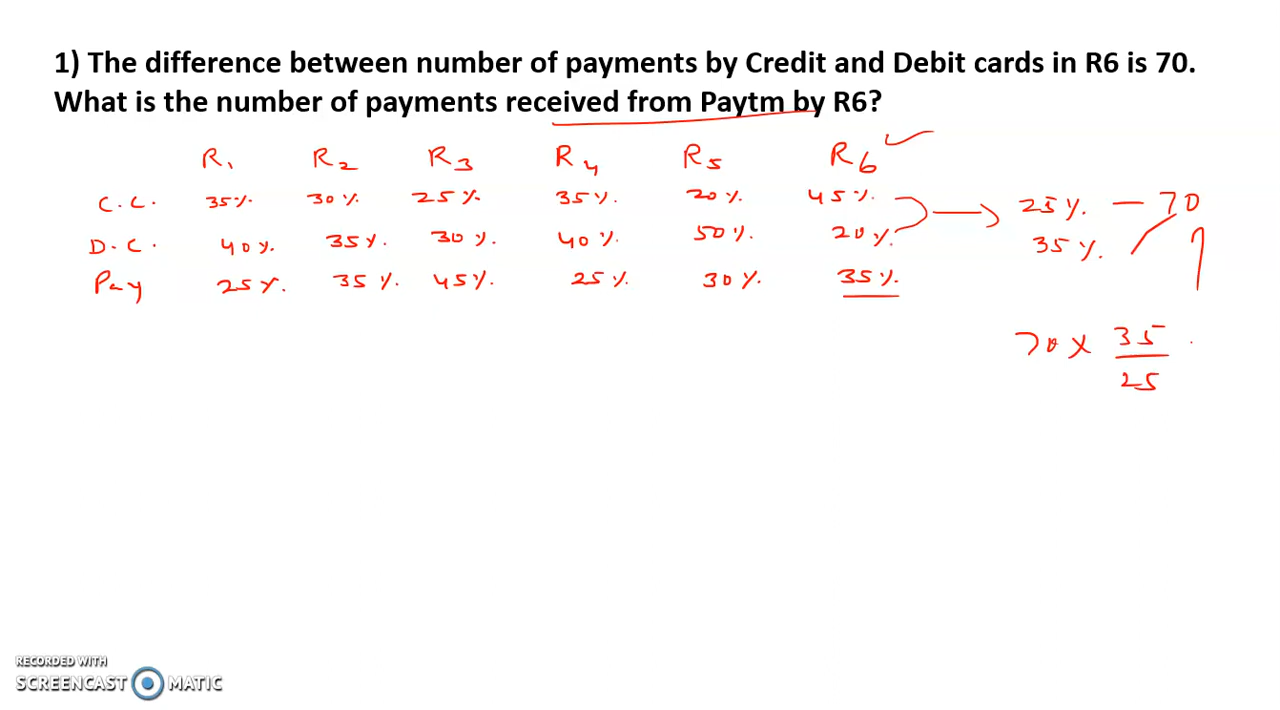 1) The difference between number of payments by Credit and Debit cards in R6 is 70.
What is the number of payments received from Paytm by R6?
R1 R2 R3 R4 R5 R6
C.C. 35% 30% 25% 35% 20% 45% 25% — 70
D.C. 40% 35% 30% 40% 50% 20% 35%
Pay 25% 35% 45% 25% 30% 35%
70 × 35
25
RECORDED WITH
SCREENCAST MATIC